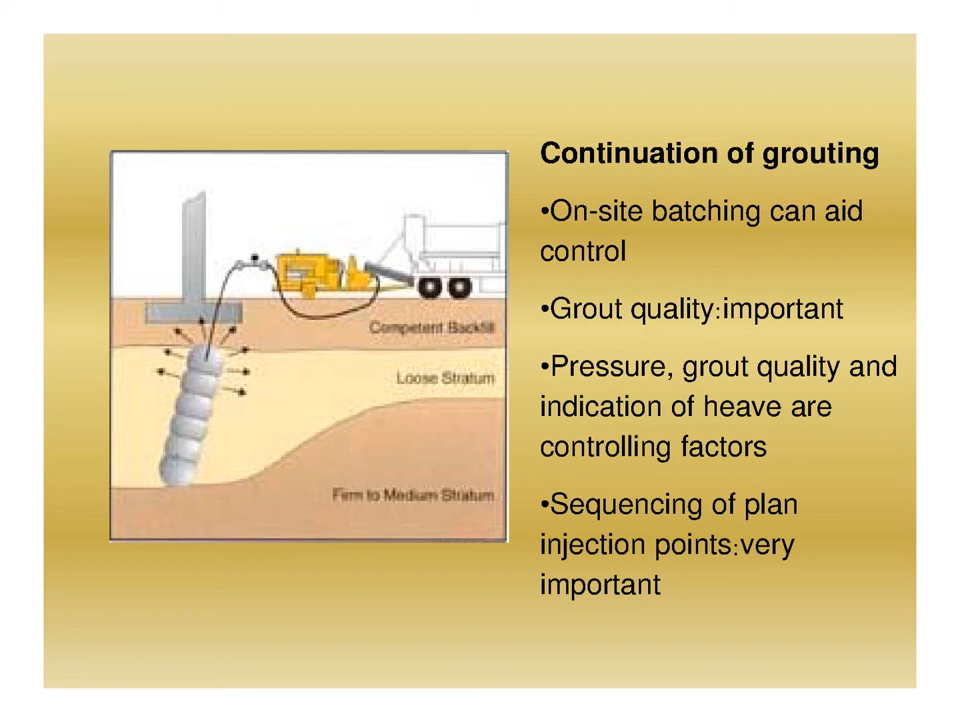 Continuation of grouting
•On-site batching can aid
control
•Grout quality:important
•Pressure, grout quality and
indication of heave are
controlling factors
•Sequencing of plan
injection points:very
important
Competent Backfill
Loose Stratum
Firm to Medium Stratum